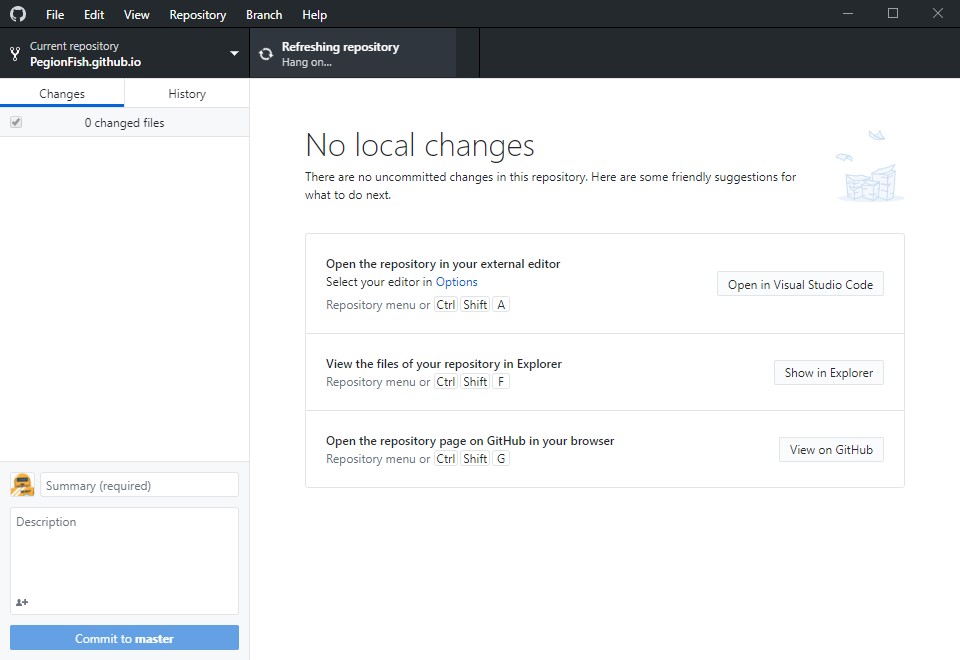 File Edit View Repository Branch Help
Current repository
PegionFish.github.io
Refreshing repository
Hang on...
Changes History
0 changed files
No local changes
There are no uncommitted changes in this repository. Here are some friendly suggestions for
what to do next.
Open the repository in your external editor
Select your editor in Options
Repository menu or Ctrl Shift A
Open in Visual Studio Code
View the files of your repository in Explorer
Repository menu or Ctrl Shift F
Show in Explorer
Open the repository page on GitHub in your browser
Repository menu or Ctrl Shift G
View on GitHub
Summary (required)
Description
Commit to master